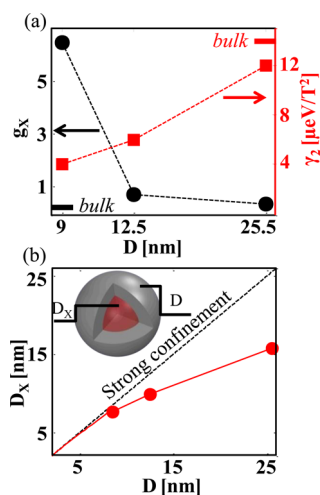 (a)
bulk
5
3
1
g_X
bulk
12
8
4
γ₂ [μeV/T²]
9 12.5 25.5
D [nm]
(b)
25
15
5
D_X [nm]
D_X
D
Strong confinement
5 15 25
D [nm]